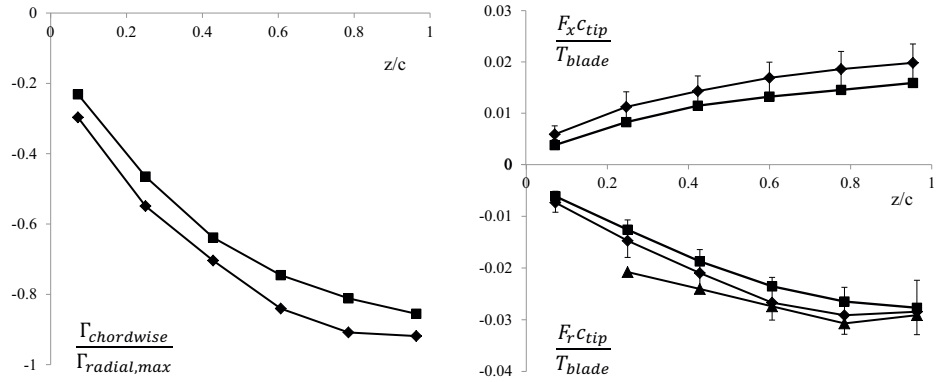 0
0 0.2 0.4 0.6 0.8 1
z/c
-0.2
-0.4
-0.6
-0.8
-1
Γchordwise
Γradial,max
0.03
Fxctip
Tblade
0.02
0.01
0
0 0.2 0.4 0.6 0.8 1
z/c
-0.01
-0.02
-0.03
-0.04
Frctip
Tblade